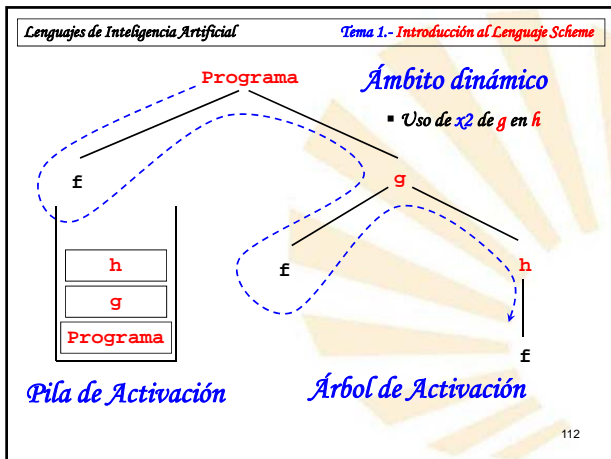 Lenguajes de Inteligencia Artificial
Tema 1.- Introducción al Lenguaje Scheme
Programa
Ámbito dinámico
▪ Uso de x2 de g en h
f
g
h
g
Programa
f
h
f
Pila de Activación
Árbol de Activación
112